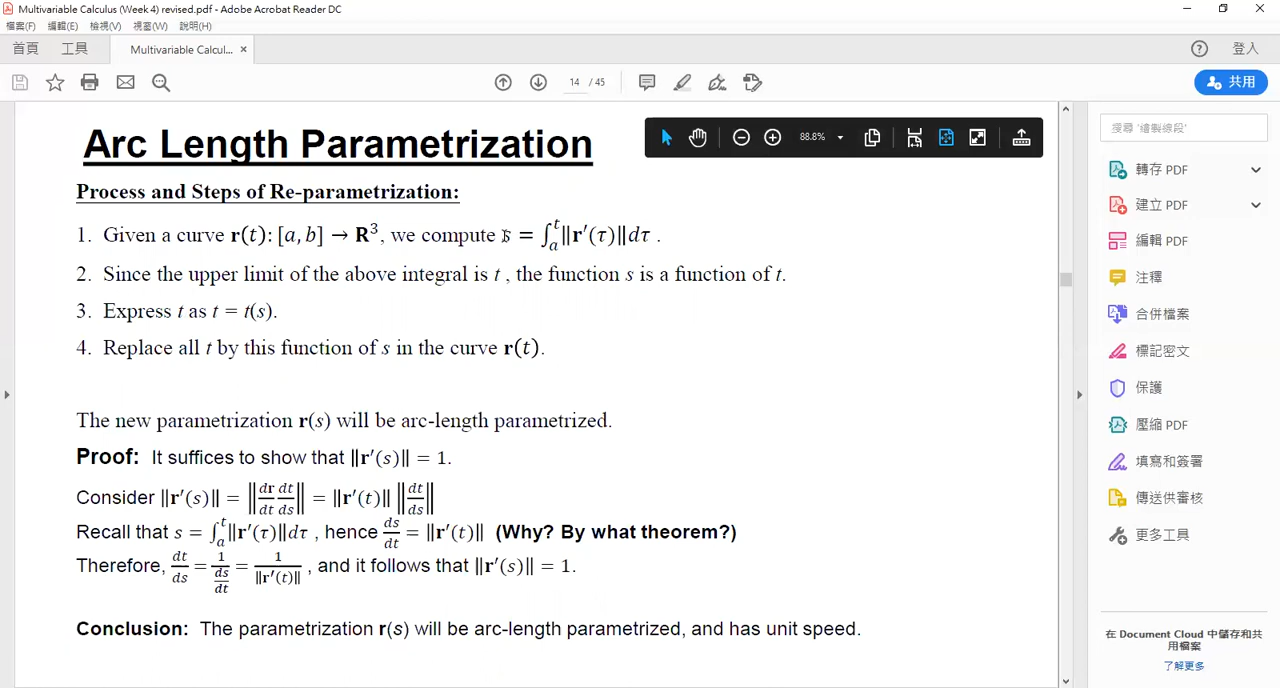 Multivariable Calculus (Week 4) revised.pdf - Adobe Acrobat Reader DC
檔案(F) 編輯(E) 檢視(V) 視窗(W) 說明(H)
首頁 工具 Multivariable Calcul... × ? 登入
14 / 45 共用
88.8%
Arc Length Parametrization
Process and Steps of Re-parametrization:
1. Given a curve r(t): [a, b] → R³, we compute s = ∫ₐᵗ‖r′(τ)‖dτ .
2. Since the upper limit of the above integral is t , the function s is a function of t.
3. Express t as t = t(s).
4. Replace all t by this function of s in the curve r(t).
The new parametrization r(s) will be arc-length parametrized.
Proof: It suffices to show that ‖r′(s)‖ = 1.
Consider ‖r′(s)‖ = ‖dr/dt dt/ds‖ = ‖r′(t)‖ ‖dt/ds‖
Recall that s = ∫ₐᵗ‖r′(τ)‖dτ , hence ds/dt = ‖r′(t)‖ (Why? By what theorem?)
Therefore, dt/ds = 1/(ds/dt) = 1/‖r′(t)‖ , and it follows that ‖r′(s)‖ = 1.
Conclusion: The parametrization r(s) will be arc-length parametrized, and has unit speed.
搜尋 '繪製線段'
轉存 PDF
建立 PDF
編輯 PDF
注釋
合併檔案
標記密文
保護
壓縮 PDF
填寫和簽署
傳送供審核
更多工具
在 Document Cloud 中儲存和共
用檔案
了解更多